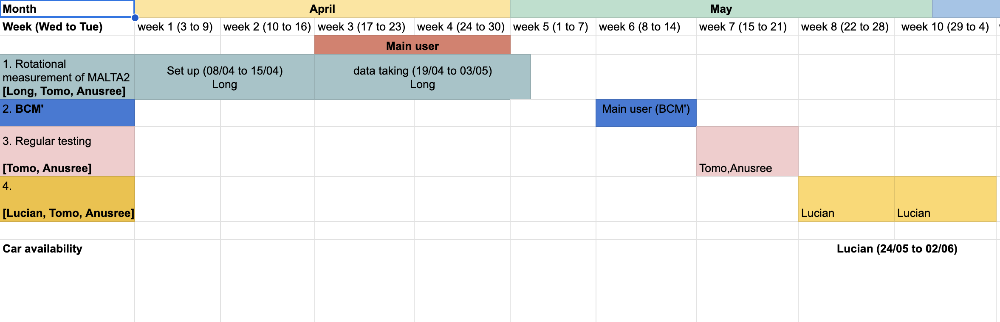 Month
April
May
Week (Wed to Tue)
week 1 (3 to 9)
week 2 (10 to 16)
week 3 (17 to 23)
week 4 (24 to 30)
week 5 (1 to 7)
week 6 (8 to 14)
week 7 (15 to 21)
week 8 (22 to 28)
week 10 (29 to 4)
Main user
1. Rotational
measurement of MALTA2
[Long, Tomo, Anusree]
Set up (08/04 to 15/04)
Long
data taking (19/04 to 03/05)
Long
2. BCM'
Main user (BCM')
3. Regular testing
[Tomo, Anusree]
Tomo,Anusree
4.
[Lucian, Tomo, Anusree]
Lucian
Lucian
Car availability
Lucian (24/05 to 02/06)